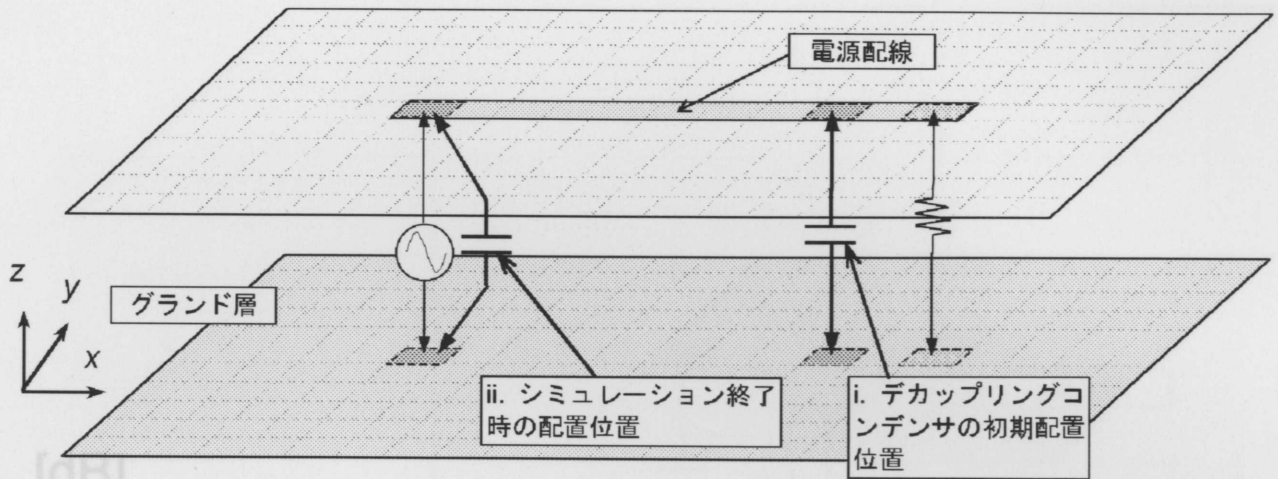 電源配線
z
y
x
グランド層
ii. シミュレーション終了
時の配置位置
i. デカップリングコ
ンデンサの初期配置
位置
[dB]